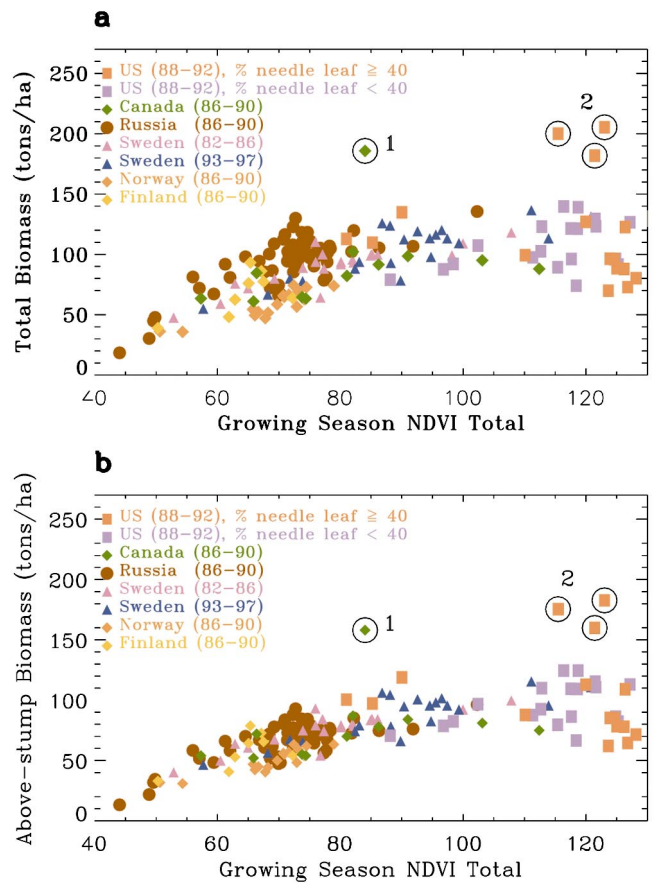 a
Total Biomass (tons/ha)
250
200
150
100
50
0
US (88-92), % needle leaf ≧ 40
US (88-92), % needle leaf < 40
Canada (86-90)
Russia (86-90)
Sweden (82-86)
Sweden (93-97)
Norway (86-90)
Finland (86-90)
1
2
40 60 80 100 120
Growing Season NDVI Total
b
Above-stump Biomass (tons/ha)
250
200
150
100
50
0
US (88-92), % needle leaf ≧ 40
US (88-92), % needle leaf < 40
Canada (86-90)
Russia (86-90)
Sweden (82-86)
Sweden (93-97)
Norway (86-90)
Finland (86-90)
1
2
40 60 80 100 120
Growing Season NDVI Total